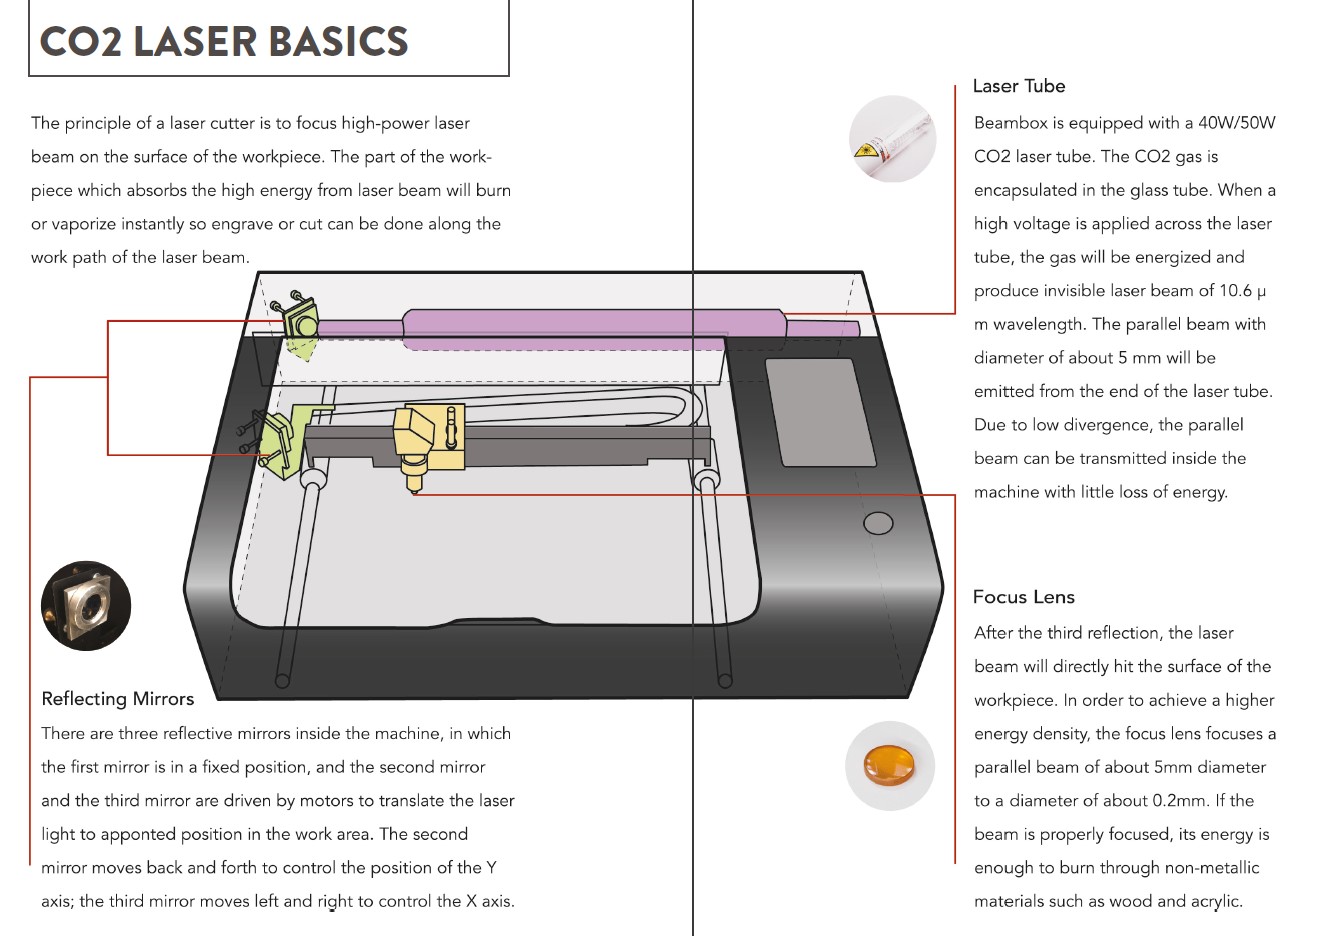 CO2 LASER BASICS
The principle of a laser cutter is to focus high-power laser
beam on the surface of the workpiece. The part of the work-
piece which absorbs the high energy from laser beam will burn
or vaporize instantly so engrave or cut can be done along the
work path of the laser beam.
Reflecting Mirrors
There are three reflective mirrors inside the machine, in which
the first mirror is in a fixed position, and the second mirror
and the third mirror are driven by motors to translate the laser
light to apponted position in the work area. The second
mirror moves back and forth to control the position of the Y
axis; the third mirror moves left and right to control the X axis.
Laser Tube
Beambox is equipped with a 40W/50W
CO2 laser tube. The CO2 gas is
encapsulated in the glass tube. When a
high voltage is applied across the laser
tube, the gas will be energized and
produce invisible laser beam of 10.6 μ
m wavelength. The parallel beam with
diameter of about 5 mm will be
emitted from the end of the laser tube.
Due to low divergence, the parallel
beam can be transmitted inside the
machine with little loss of energy.
Focus Lens
After the third reflection, the laser
beam will directly hit the surface of the
workpiece. In order to achieve a higher
energy density, the focus lens focuses a
parallel beam of about 5mm diameter
to a diameter of about 0.2mm. If the
beam is properly focused, its energy is
enough to burn through non-metallic
materials such as wood and acrylic.